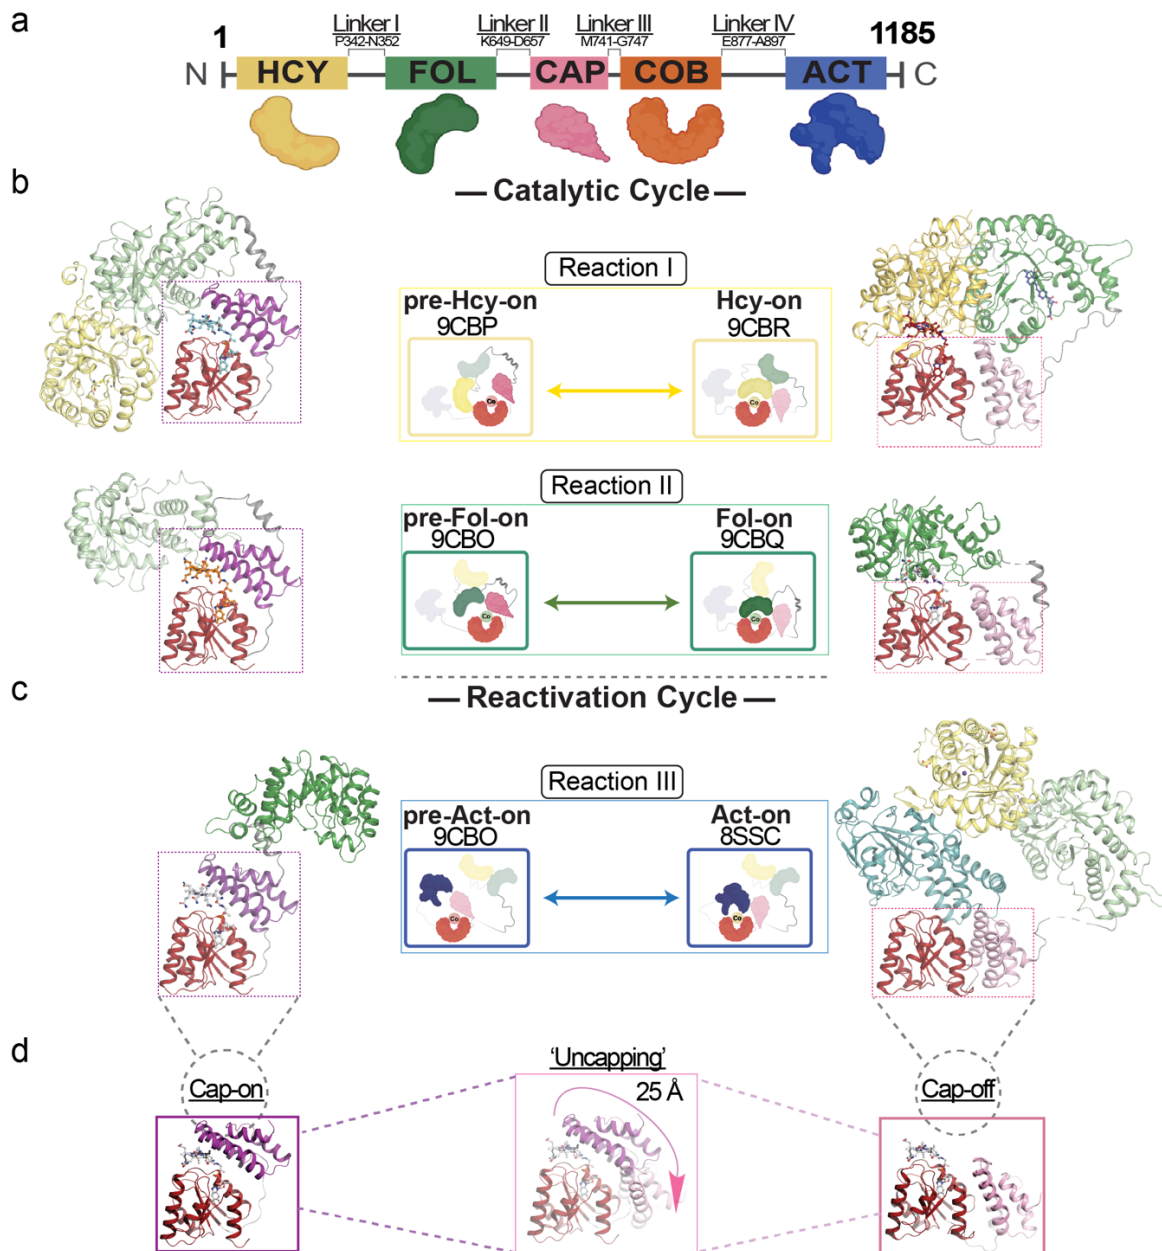 a
Linker I
Linker II
Linker III
Linker IV
1
P342-N352
K649-D657
M741-G747
E877-A897
1185
N
HCY
FOL
CAP
COB
ACT
C
b
Catalytic Cycle
Reaction I
pre-Hcy-on
9CBP
Hcy-on
9CBR
Co
Co
Reaction II
pre-Fol-on
9CBO
Fol-on
9CBQ
Co
Co
c
Reactivation Cycle
Reaction III
pre-Act-on
9CBO
Act-on
8SSC
Co
Co
d
'Uncapping'
Cap-on
25 Å
Cap-off